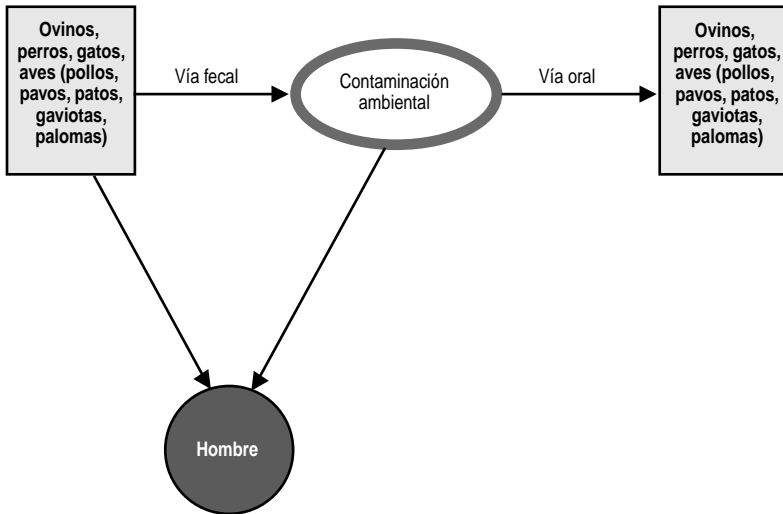 Ovinos,
perros, gatos,
aves (pollos,
pavos, patos,
gaviotas,
palomas)
Vía fecal
Contaminación
ambiental
Vía oral
Ovinos,
perros, gatos,
aves (pollos,
pavos, patos,
gaviotas,
palomas)
Hombre